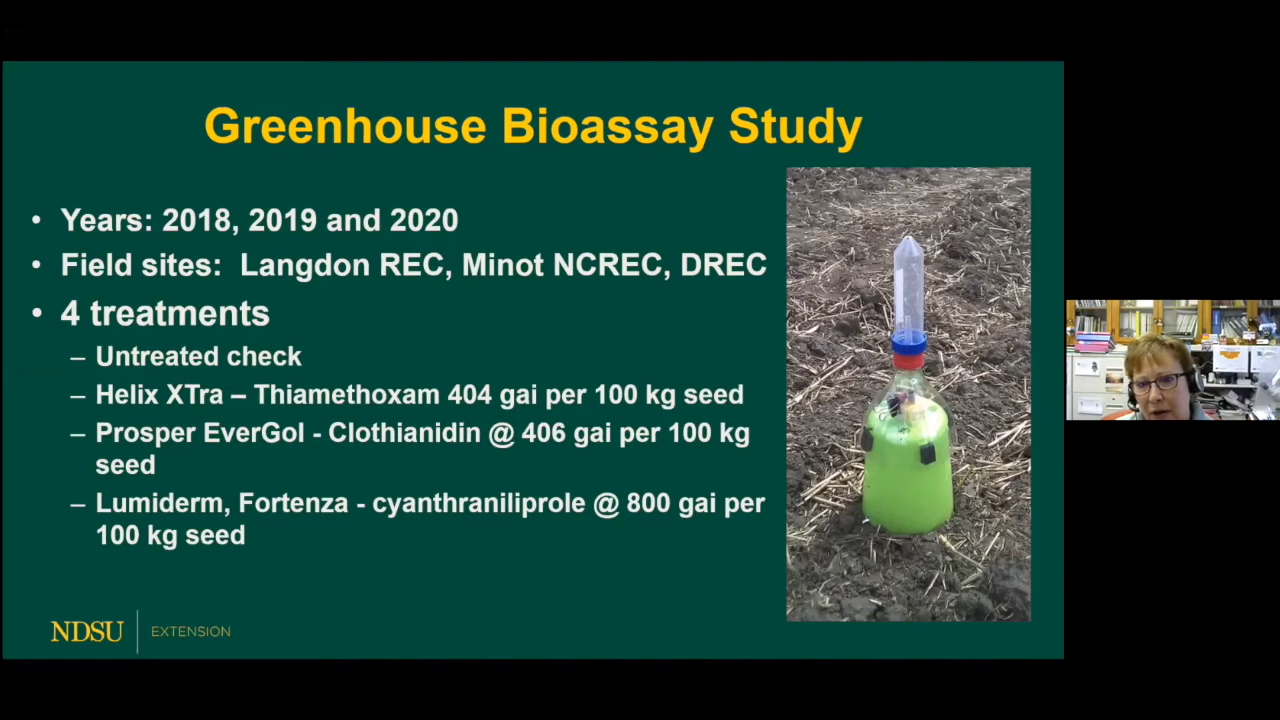 Greenhouse Bioassay Study
• Years: 2018, 2019 and 2020
• Field sites: Langdon REC, Minot NCREC, DREC
• 4 treatments
– Untreated check
– Helix XTra – Thiamethoxam 404 gai per 100 kg seed
– Prosper EverGol - Clothianidin @ 406 gai per 100 kg
seed
– Lumiderm, Fortenza - cyanthraniliprole @ 800 gai per
100 kg seed
NDSU EXTENSION